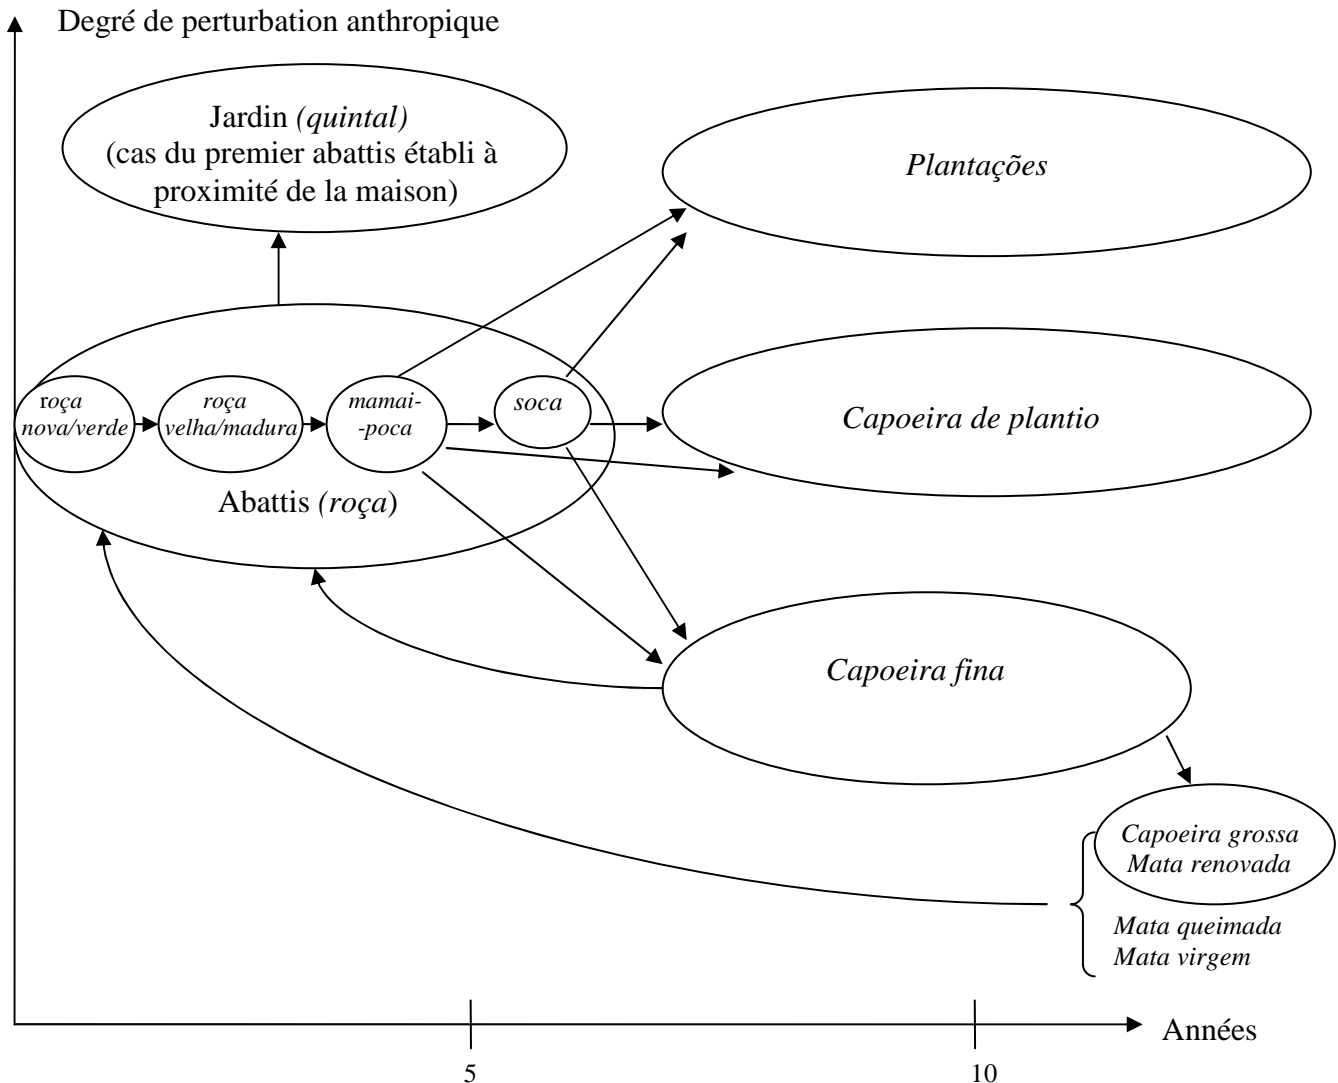 Degré de perturbation anthropique
Jardin (quintal)
(cas du premier abattis établi à
proximité de la maison)
Plantações
roça
nova/verde
roça
velha/madura
mamai-
-poca
soca
Capoeira de plantio
Abattis (roça)
Capoeira fina
Capoeira grossa
Mata renovada
Mata queimada
Mata virgem
Années
5
10